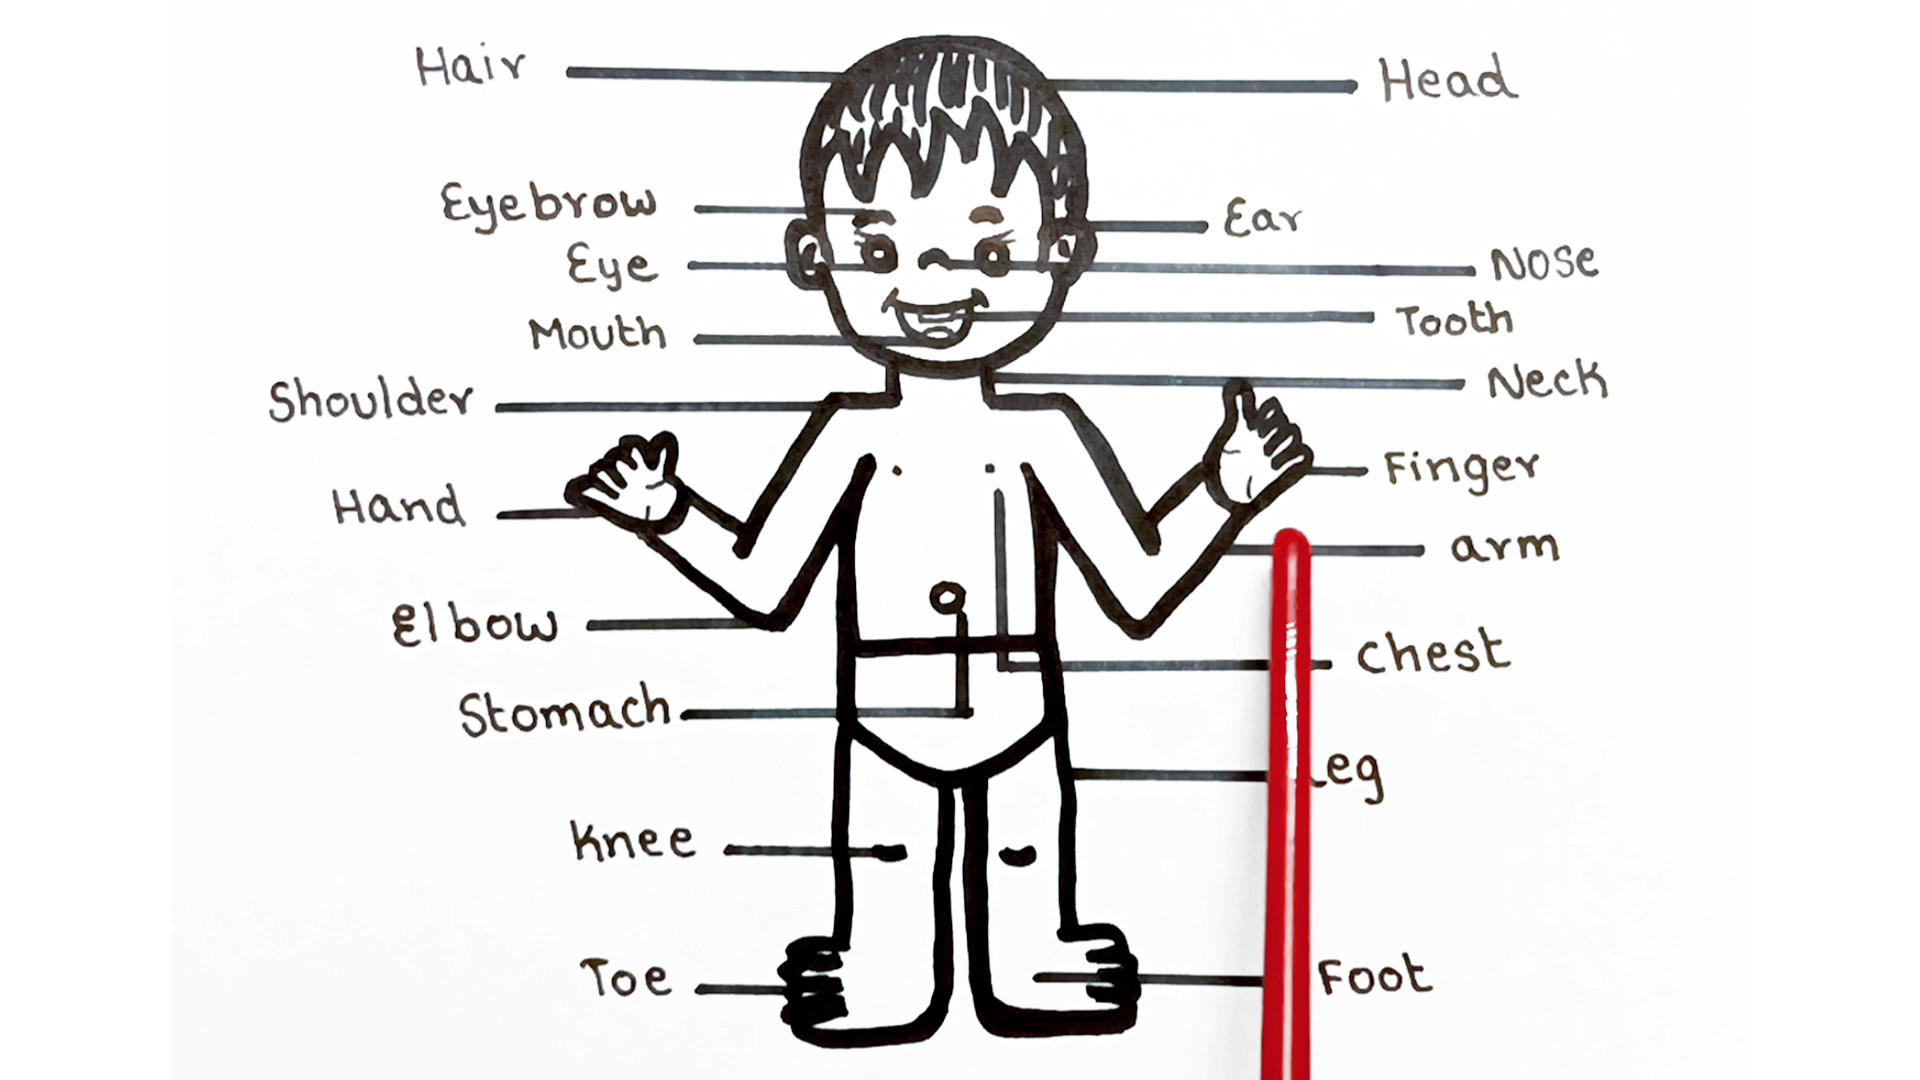 Hair
Head
Eyebrow
Ear
Eye
Nose
Mouth
Tooth
Shoulder
Neck
Hand
Finger
Elbow
arm
Stomach
chest
Knee
Leg
Toe
Foot